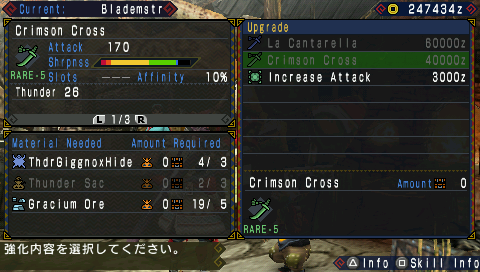 Current: Blademstr
247434z
Crimson Cross
Attack 170
Shrpnss
RARE-5 Slots --- Affinity 10%
Thunder 26
L 1/3 R
Material Needed Amount Required
ThdrGiggnoxHide 0 4/ 3
Thunder Sac 0 2/ 3
Gracium Ore 0 19/ 5
Upgrade
La Cantarella 60000z
Crimson Cross 40000z
Increase Attack 3000z
Crimson Cross Amount 0
RARE-5
強化内容を選択してください。
Info Skill Info